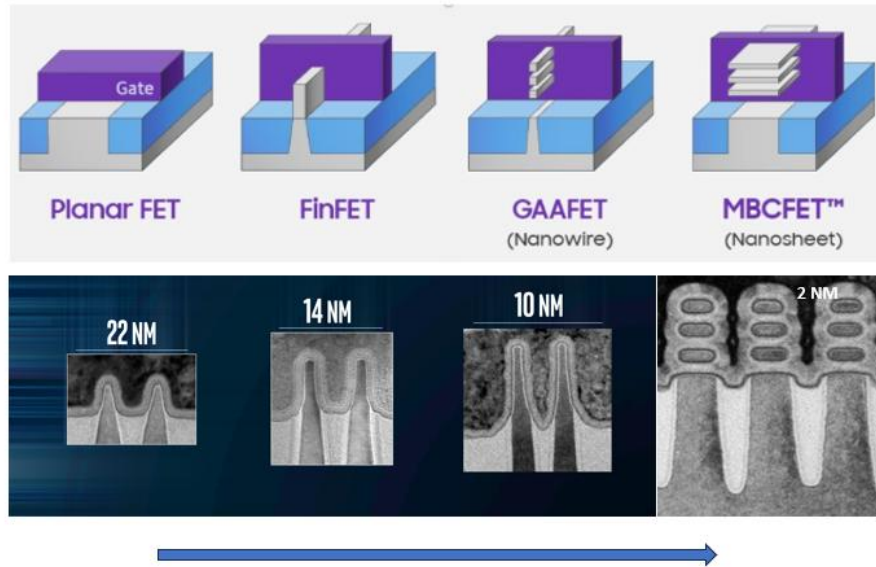 Gate
Planar FET
FinFET
GAAFET
(Nanowire)
MBCFET™
(Nanosheet)
22 NM
14 NM
10 NM
2 NM